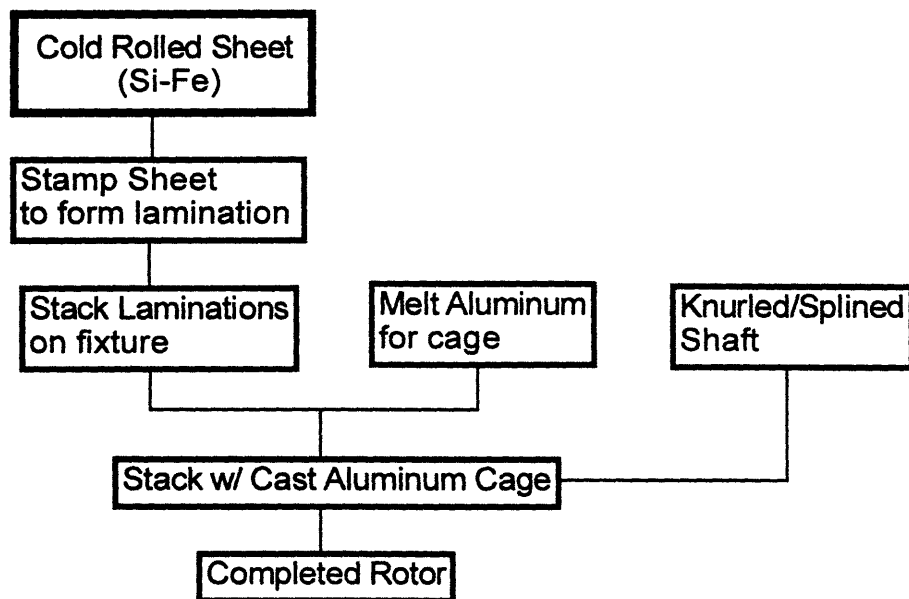 Cold Rolled Sheet
(Si-Fe)
Stamp Sheet
to form lamination
Stack Laminations
on fixture
Melt Aluminum
for cage
Knurled/Splined
Shaft
Stack w/ Cast Aluminum Cage
Completed Rotor